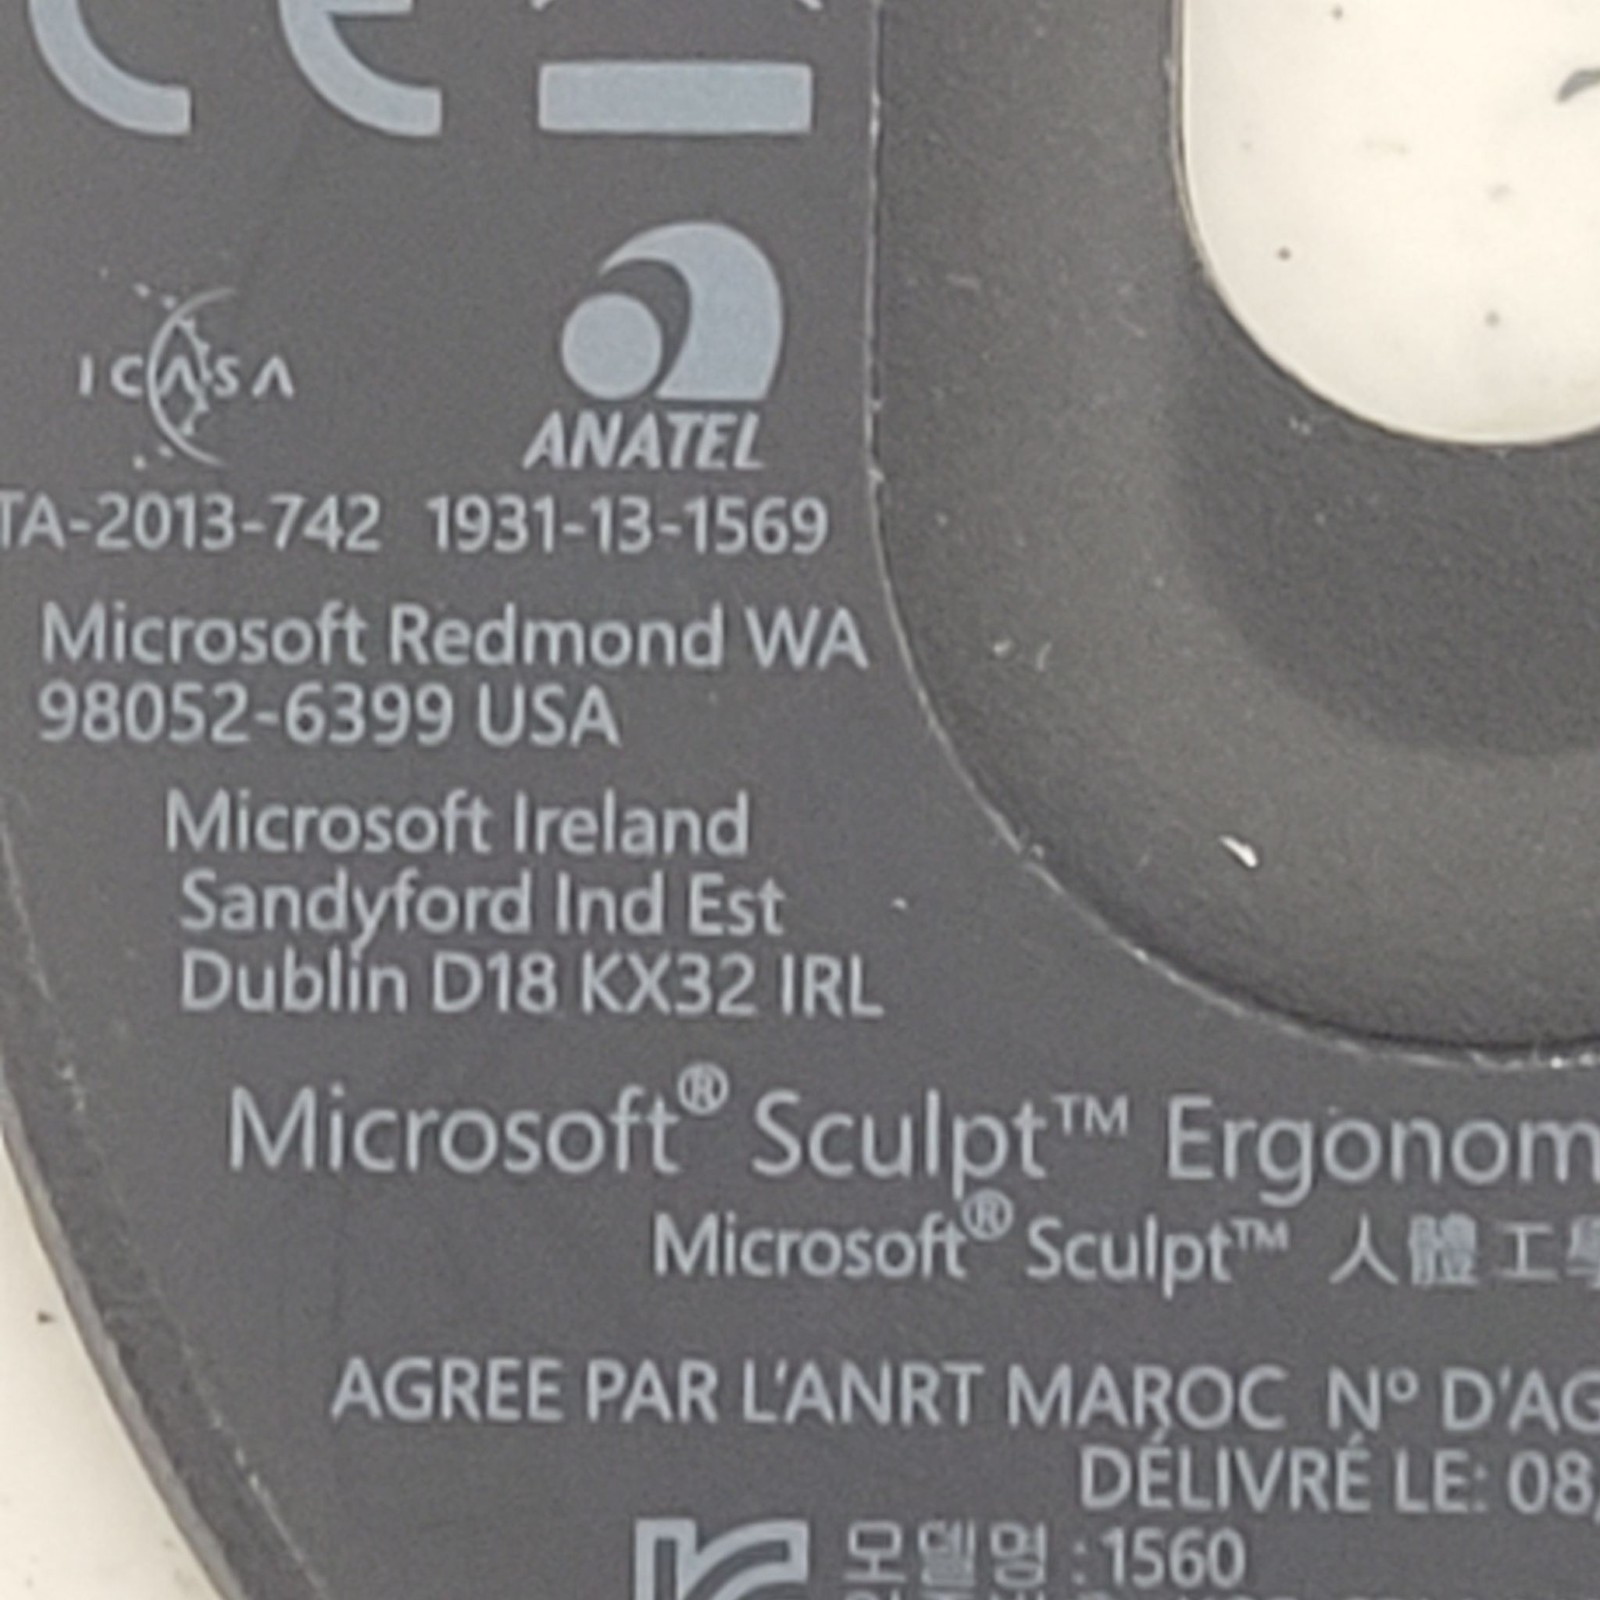 CE
ICASA
ANATEL
TA-2013-742 1931-13-1569
Microsoft Redmond WA
98052-6399 USA
Microsoft Ireland
Sandyford Ind Est
Dublin D18 KX32 IRL
Microsoft® Sculpt™ Ergonom
Microsoft® Sculpt™ 人體工學
AGREE PAR L'ANRT MAROC Nº D'AG
DÉLIVRÉ LE: 08
모델명 : 1560